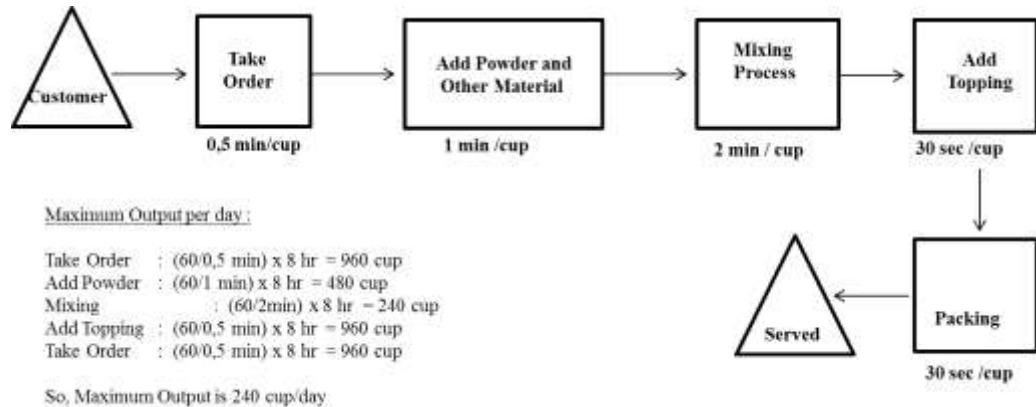 Customer
Take
Order
0,5 min/cup
Add Powder and
Other Material
1 min /cup
Mixing
Process
2 min / cup
Add
Topping
30 sec /cup
Packing
30 sec /cup
Served
Maximum Output per day :
Take Order : (60/0,5 min) x 8 hr = 960 cup
Add Powder : (60/1 min) x 8 hr = 480 cup
Mixing : (60/2min) x 8 hr = 240 cup
Add Topping : (60/0,5 min) x 8 hr = 960 cup
Take Order : (60/0,5 min) x 8 hr = 960 cup
So, Maximum Output is 240 cup/day